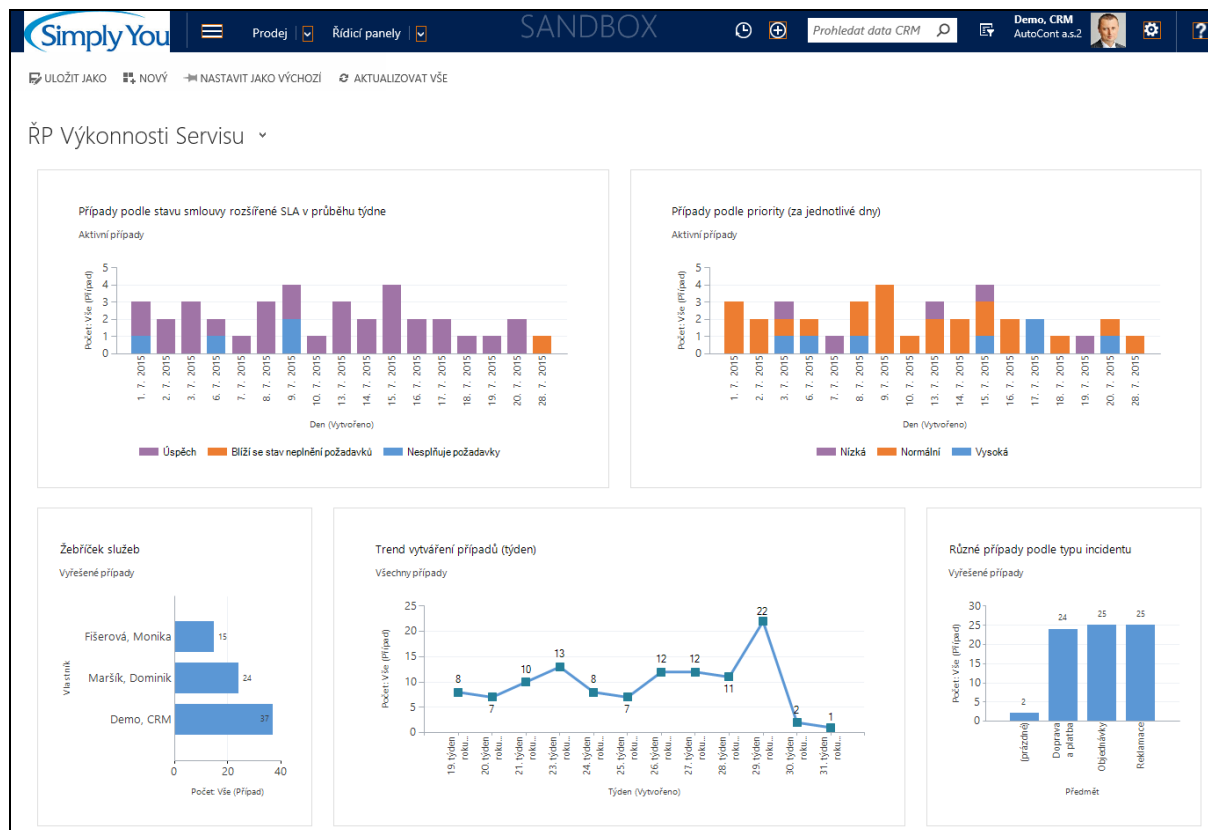 Simply You
Prodej
Řídicí panely
SANDBOX
Prohledat data CRM
Demo, CRM
AutoCont a.s.2
?
ULOŽIT JAKO
NOVÝ
NASTAVIT JAKO VÝCHOZÍ
AKTUALIZOVAT VŠE
ŘP Výkonnosti Servisu
Případy podle stavu smlouvy rozšířené SLA v průběhu týdne
Aktivní případy
Počet: Vše (Případ)
5
4
3
2
1
0
1. 7. 2015
2. 7. 2015
3. 7. 2015
6. 7. 2015
7. 7. 2015
8. 7. 2015
9. 7. 2015
10. 7. 2015
13. 7. 2015
14. 7. 2015
15. 7. 2015
16. 7. 2015
17. 7. 2015
18. 7. 2015
19. 7. 2015
20. 7. 2015
28. 7. 2015
Den (Vytvořeno)
Úspěch
Blíží se stav neplnění požadavků
Nesplňuje požadavky
Případy podle priority (za jednotlivé dny)
Aktivní případy
Počet: Vše (Případ)
5
4
3
2
1
0
1. 7. 2015
2. 7. 2015
3. 7. 2015
6. 7. 2015
7. 7. 2015
8. 7. 2015
9. 7. 2015
10. 7. 2015
13. 7. 2015
14. 7. 2015
15. 7. 2015
16. 7. 2015
17. 7. 2015
18. 7. 2015
19. 7. 2015
20. 7. 2015
28. 7. 2015
Den (Vytvořeno)
Nízká
Normální
Vysoká
Žebříček služeb
Vyřešené případy
Vlastník
Fišerová, Monika
15
Maršík, Dominik
24
Demo, CRM
37
0
20
40
Počet: Vše (Případ)
Trend vytváření případů (týden)
Všechny případy
Počet: Vše (Případ)
25
20
15
10
5
0
8
7
10
13
8
7
12
12
11
22
2
1
19. týden
roku...
20. týden
roku...
21. týden
roku...
23. týden
roku...
24. týden
roku...
25. týden
roku...
26. týden
roku...
27. týden
roku...
28. týden
roku...
29. týden
roku...
30. týden
roku...
31. týden
roku...
Týden (Vytvořeno)
Různé případy podle typu incidentu
Vyřešené případy
Počet: Vše (Případ)
30
25
20
15
10
5
0
2
24
25
25
(prázdné)
Doprava
a platba
Objednávky
Reklamace
Předmět